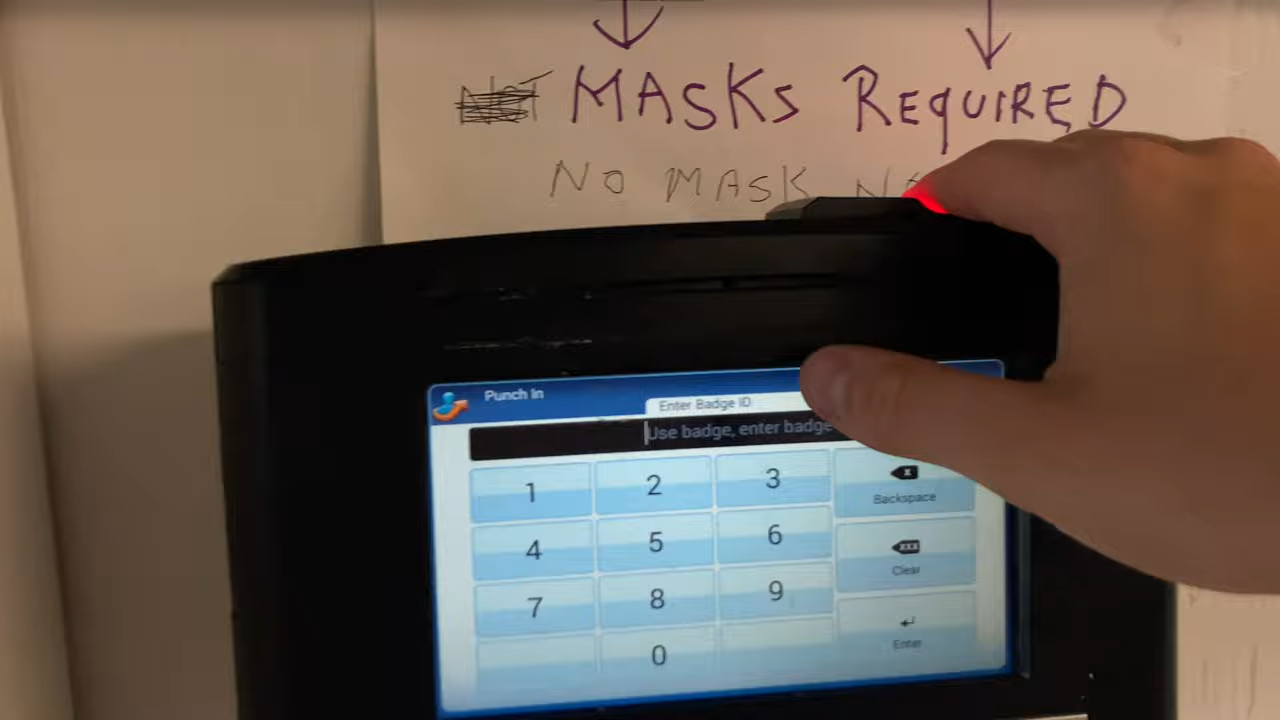 MASKS REQUIRED
NO MASK
Punch In
Enter Badge ID
Use badge, enter badge
1 2 3 Backspace
4 5 6 Clear
7 8 9
0 Enter